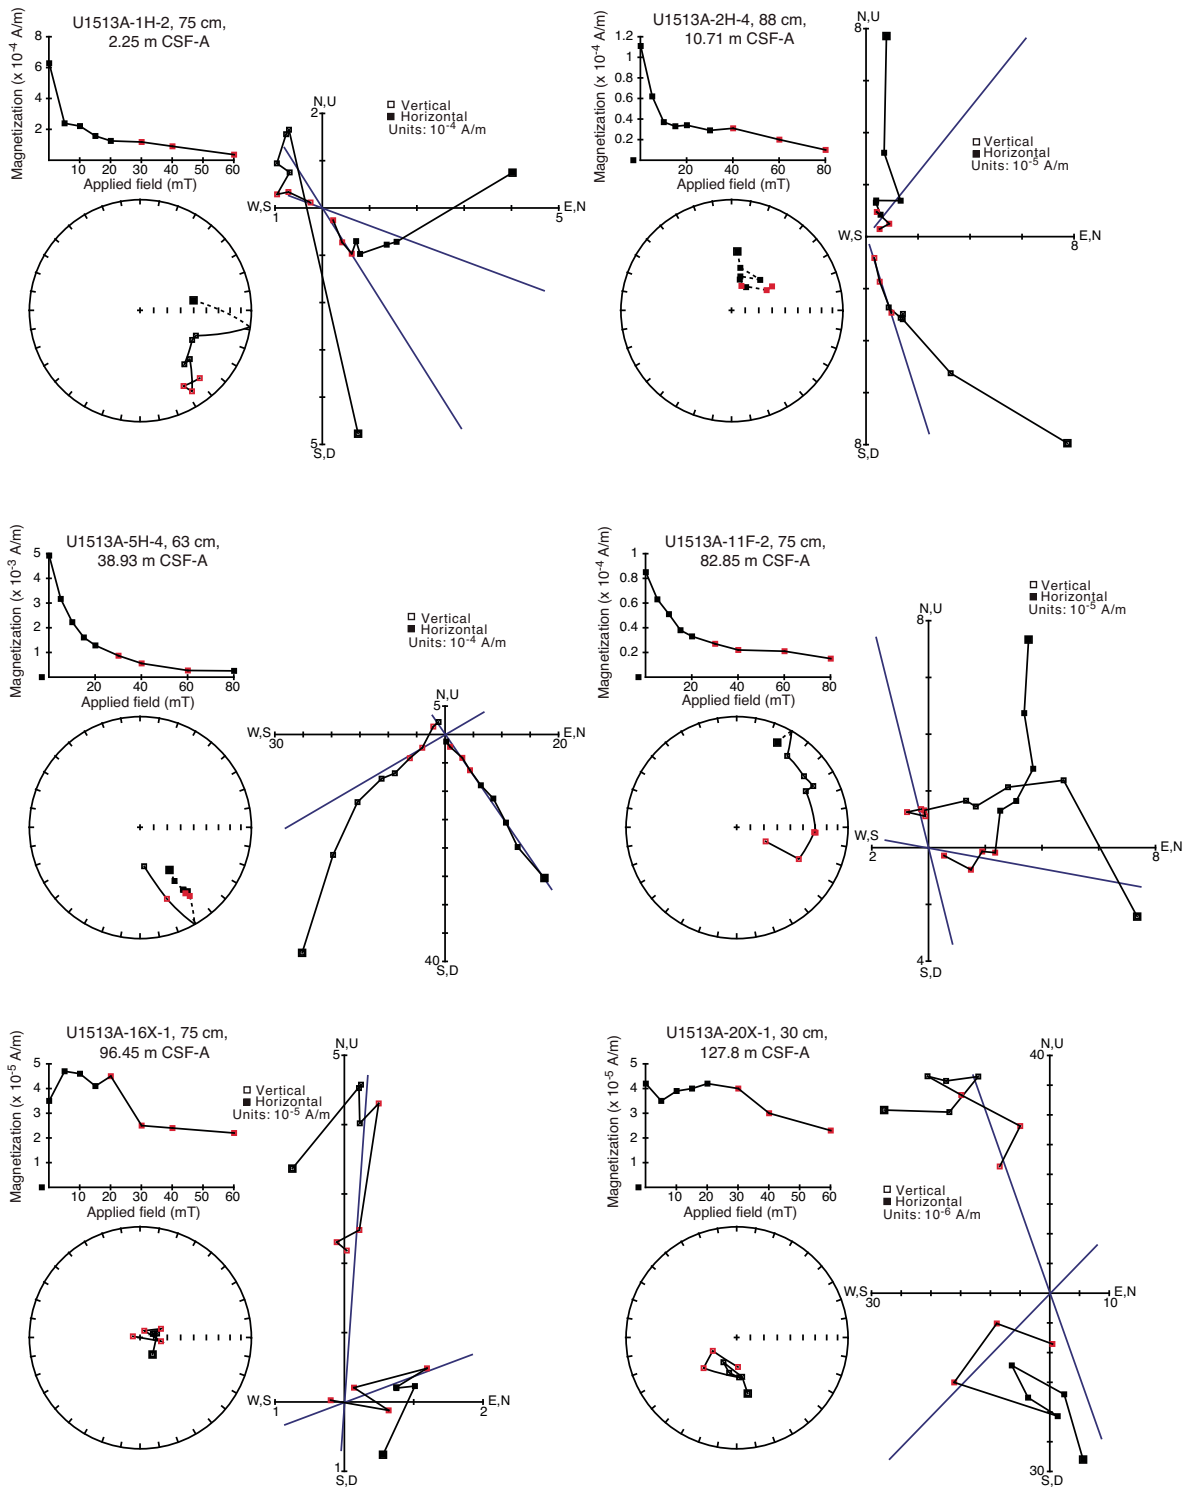 U1513A-1H-2, 75 cm,
2.25 m CSF-A
Magnetization (x 10-4 A/m)
8
6
4
2
10 20 30 40 50 60
Applied field (mT)
N,U
2
Vertical
Horizontal
Units: 10-4 A/m
W,S
1
E,N
5
5
S,D
U1513A-2H-4, 88 cm,
10.71 m CSF-A
Magnetization (x 10-4 A/m)
1.2
1
0.8
0.6
0.4
0.2
20 40 60 80
Applied field (mT)
N,U
8
Vertical
Horizontal
Units: 10-5 A/m
W,S
E,N
8
8
S,D
U1513A-5H-4, 63 cm,
38.93 m CSF-A
Magnetization (x 10-3 A/m)
5
4
3
2
1
20 40 60 80
Applied field (mT)
Vertical
Horizontal
Units: 10-4 A/m
N,U
5
W,S
30
E,N
20
40
S,D
U1513A-11F-2, 75 cm,
82.85 m CSF-A
Magnetization (x 10-4 A/m)
1
0.8
0.6
0.4
0.2
20 40 60 80
Applied field (mT)
Vertical
Horizontal
Units: 10-5 A/m
N,U
8
W,S
2
E,N
8
4
S,D
U1513A-16X-1, 75 cm,
96.45 m CSF-A
Magnetization (x 10-5 A/m)
5
4
3
2
1
10 20 30 40 50 60
Applied field (mT)
N,U
5
Vertical
Horizontal
Units: 10-5 A/m
W,S
1
E,N
2
1
S,D
U1513A-20X-1, 30 cm,
127.8 m CSF-A
Magnetization (x 10-5 A/m)
5
4
3
2
1
10 20 30 40 50 60
Applied field (mT)
N,U
40
Vertical
Horizontal
Units: 10-6 A/m
W,S
30
E,N
10
30
S,D